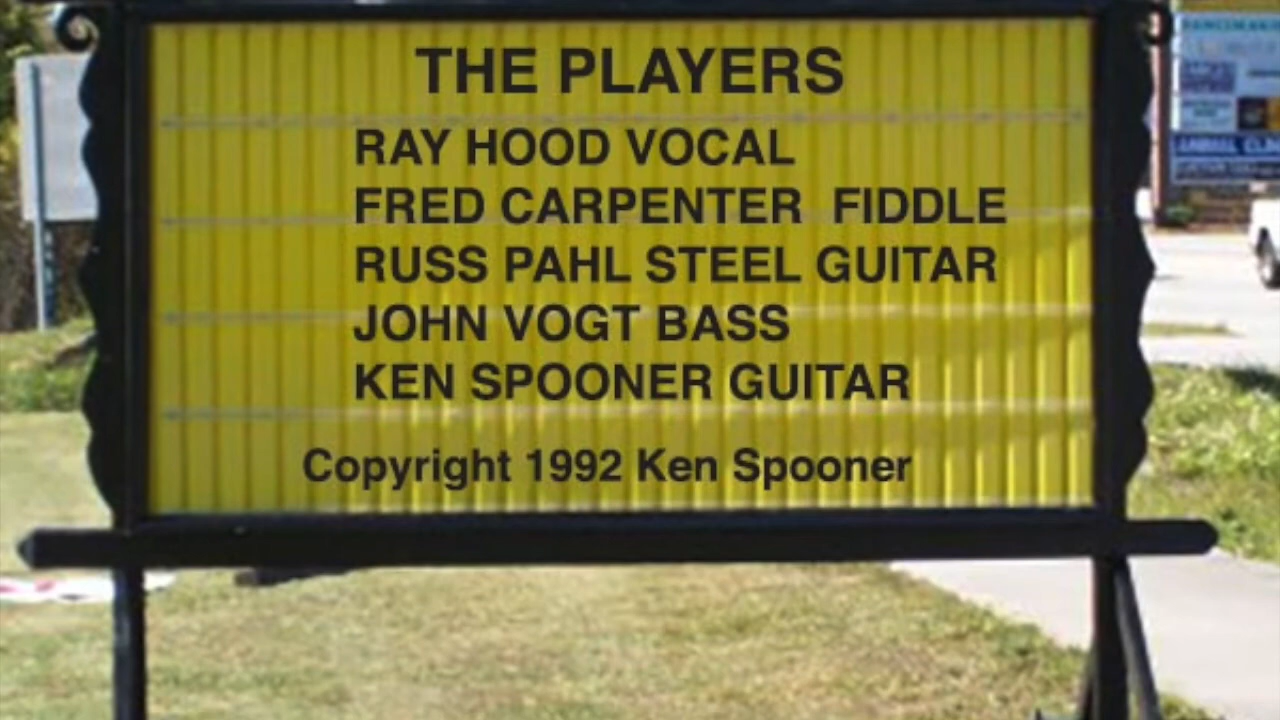 THE PLAYERS
RAY HOOD VOCAL
FRED CARPENTER FIDDLE
RUSS PAHL STEEL GUITAR
JOHN VOGT BASS
KEN SPOONER GUITAR
Copyright 1992 Ken Spooner